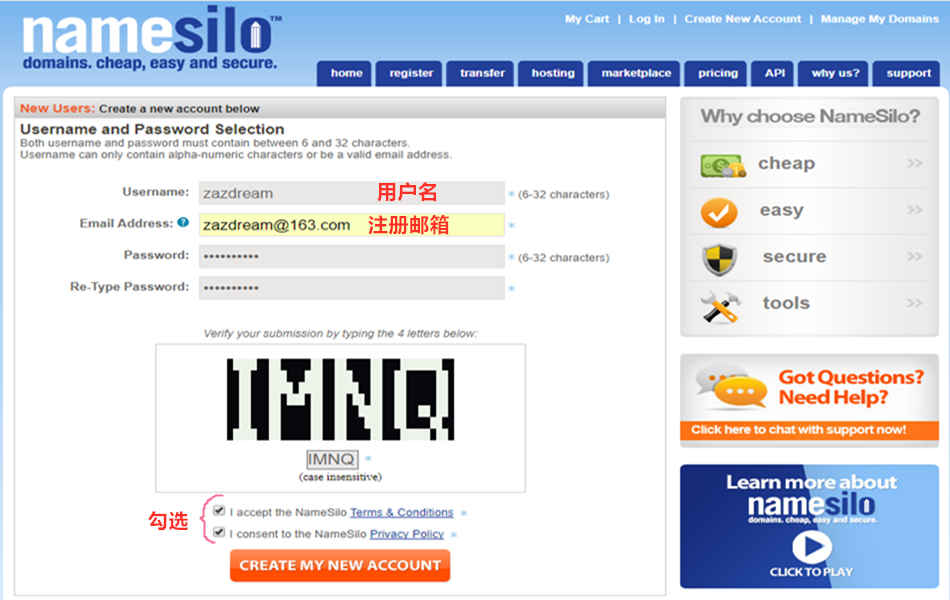 namesilo™
domains. cheap, easy and secure.
My Cart | Log In | Create New Account | Manage My Domains
home register transfer hosting marketplace pricing API why us? support
New Users: Create a new account below
Username and Password Selection
Both username and password must contain between 6 and 32 characters.
Username can only contain alpha-numeric characters or be a valid email address.
Username: zazdream 用户名 * (6-32 characters)
Email Address: ? zazdream@163.com 注册邮箱 *
Password: •••••••••• * (6-32 characters)
Re-Type Password: •••••••••• *
Verify your submission by typing the 4 letters below:
IMNQ
IMNQ *
(case insensitive)
勾选
I accept the NameSilo Terms & Conditions *
I consent to the NameSilo Privacy Policy *
CREATE MY NEW ACCOUNT
Why choose NameSilo?
cheap >>
easy >>
secure >>
tools >>
Got Questions?
Need Help?
Click here to chat with support now!
Learn more about
namesilo
domains. cheap, easy and secure.
CLICK TO PLAY